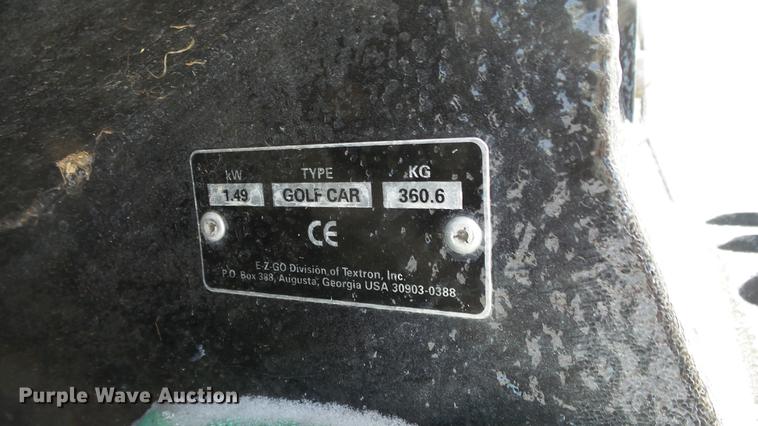 kW TYPE KG
1.49 GOLF CAR 360.6
CE
E-Z-GO Division of Textron, Inc.
P.O. Box 388, Augusta, Georgia USA 30903-0388
Purple Wave Auction